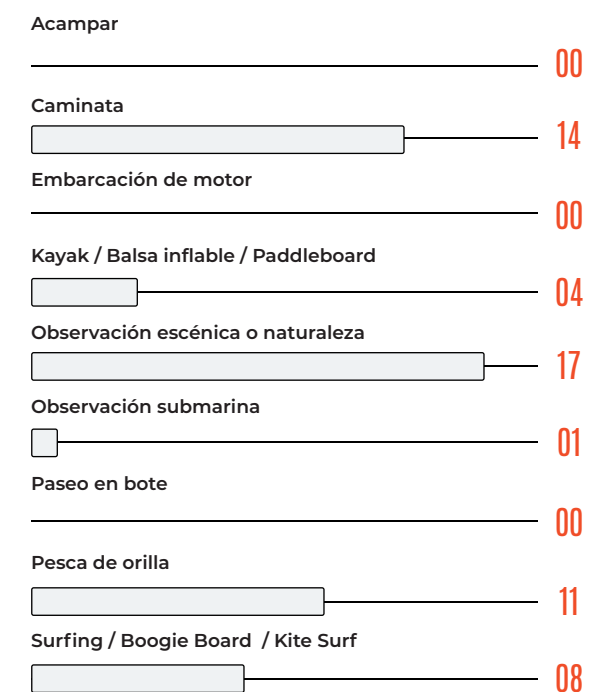 Acampar
00
Caminata
14
Embarcación de motor
00
Kayak / Balsa inflable / Paddleboard
04
Observación escénica o naturaleza
17
Observación submarina
01
Paseo en bote
00
Pesca de orilla
11
Surfing / Boogie Board / Kite Surf
08